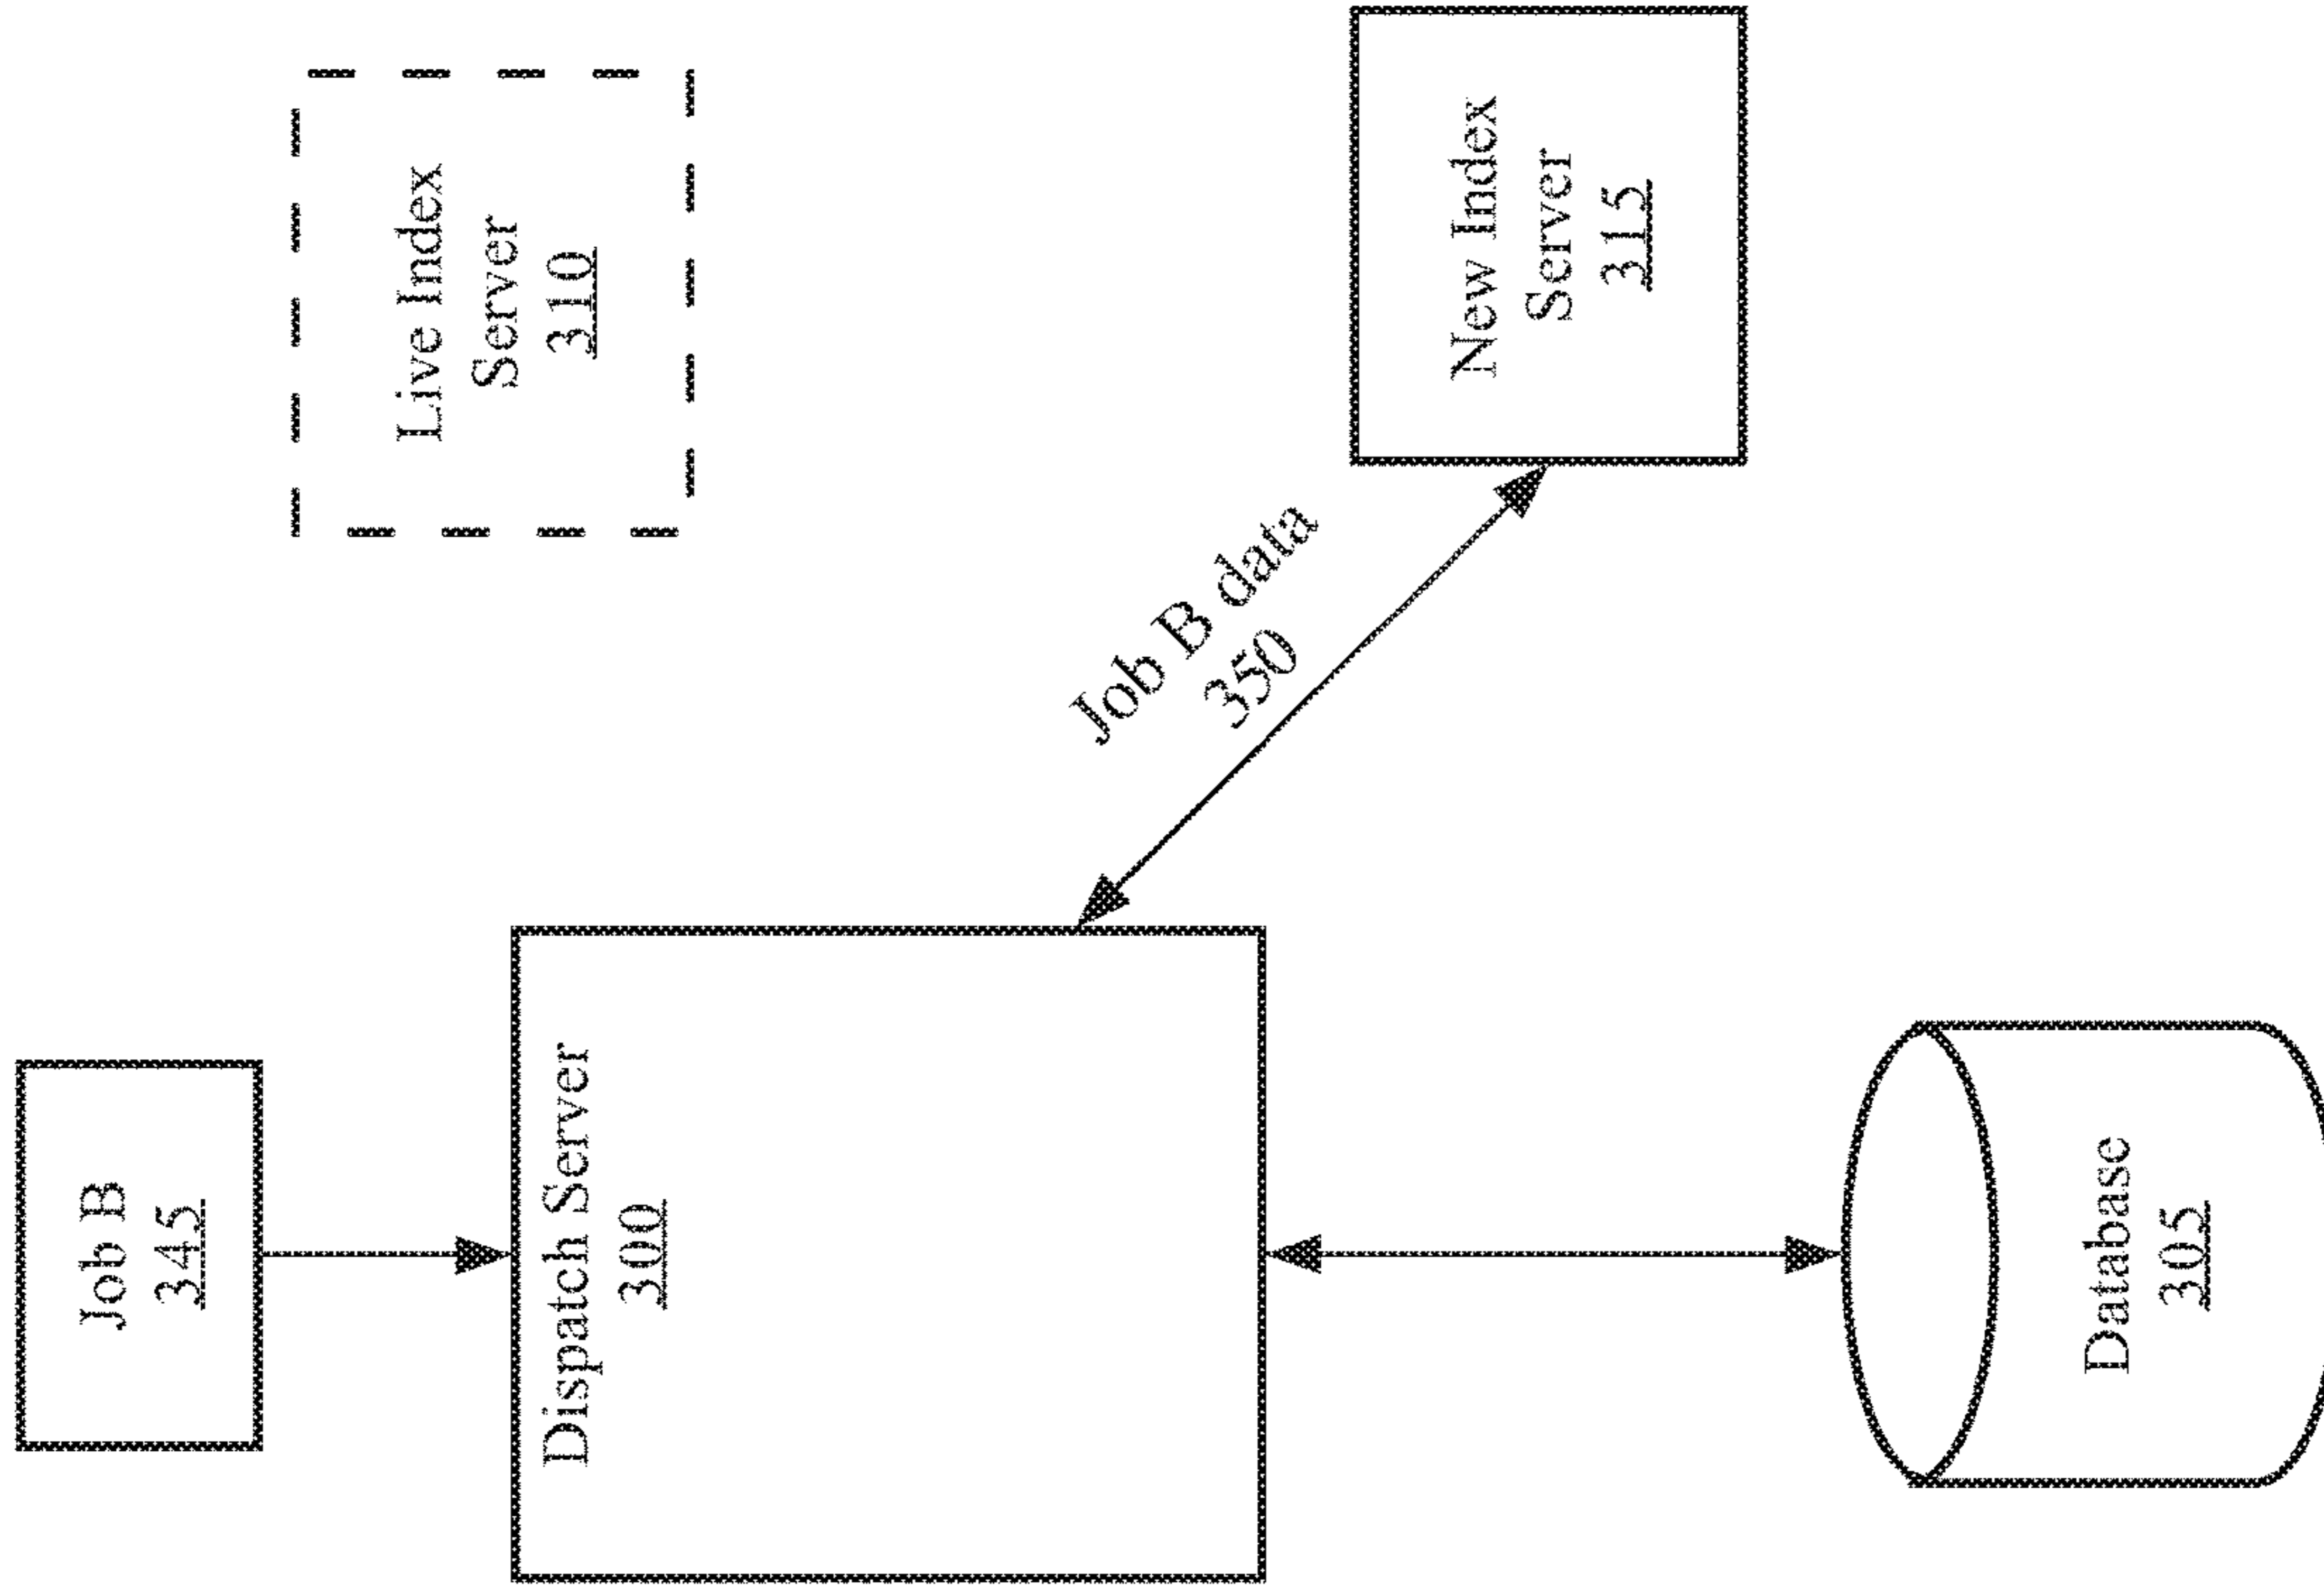 Job B
345
Dispatch Server
300
Database
305
Job B data
350
Live Index
Server
310
New Index
Server
315